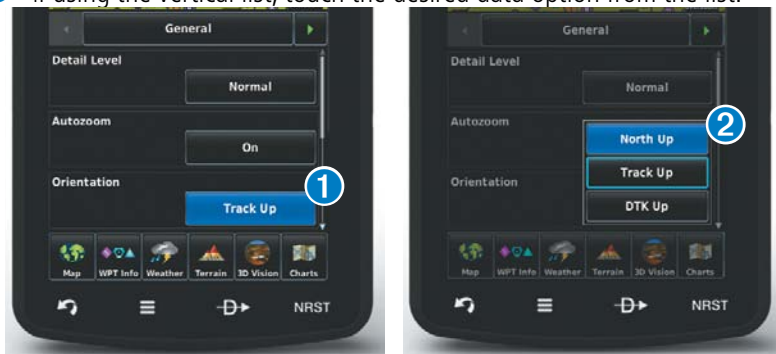 If using the vertical list, touch the desired data option from the list.
General
Detail Level
Normal
Autozoom
On
Orientation
1
Track Up
Map
WPT Info
Weather
Terrain
3D Vision
Charts
NRST
General
Detail Level
Normal
Autozoom
2
North Up
Track Up
Orientation
DTK Up
Map
WPT Info
Weather
Terrain
3D Vision
Charts
D
NRST